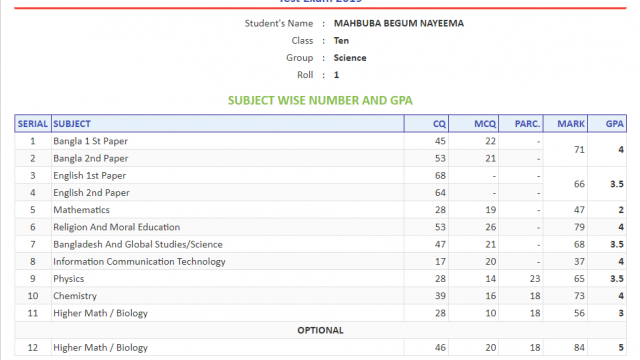 Test Exam 2019
Student's Name : MAHBUBA BEGUM NAYEEMA
Class : Ten
Group : Science
Roll : 1
SUBJECT WISE NUMBER AND GPA
SERIAL SUBJECT CQ MCQ PARC. MARK GPA
1 Bangla 1 St Paper 45 22 - 71 4
2 Bangla 2nd Paper 53 21 -
3 English 1st Paper 68 - - 66 3.5
4 English 2nd Paper 64 - -
5 Mathematics 28 19 - 47 2
6 Religion And Moral Education 53 26 - 79 4
7 Bangladesh And Global Studies/Science 47 21 - 68 3.5
8 Information Communication Technology 17 20 - 37 4
9 Physics 28 14 23 65 3.5
10 Chemistry 39 16 18 73 4
11 Higher Math / Biology 28 10 18 56 3
OPTIONAL
12 Higher Math / Biology 46 20 18 84 5